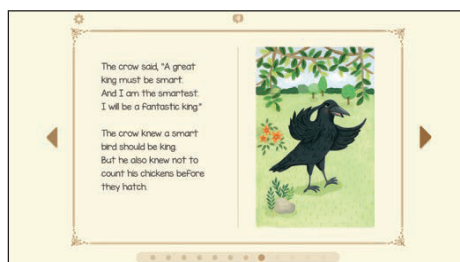 The crow said, "A great
king must be smart.
And I am the smartest.
I will be a fantastic king."
The crow knew a smart
bird should be king.
But he also knew not to
count his chickens before
they hatch.